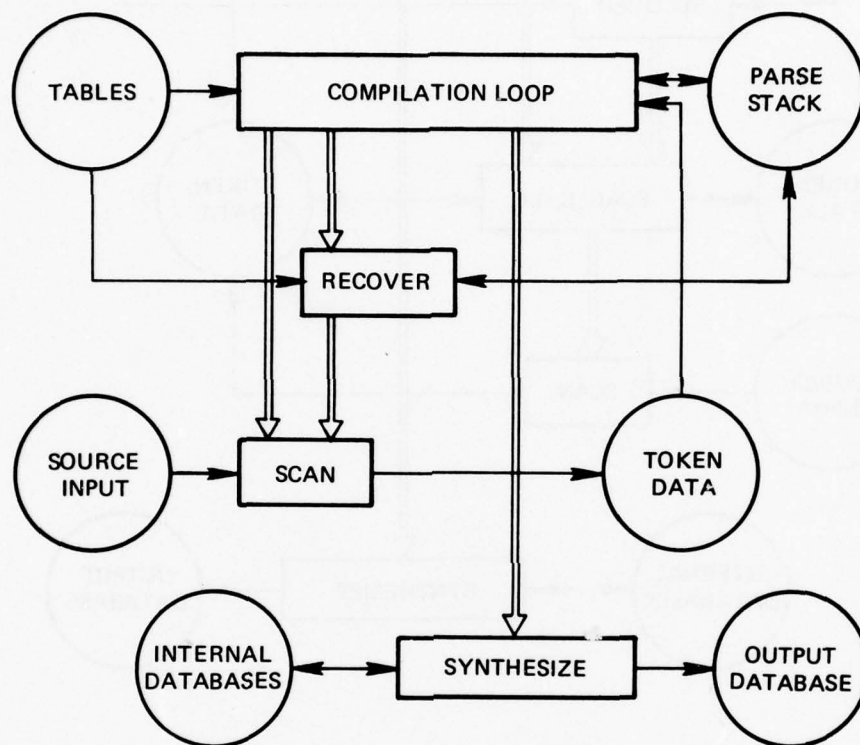 TABLES
COMPILATION LOOP
PARSE
STACK
RECOVER
SOURCE
INPUT
SCAN
TOKEN
DATA
INTERNAL
DATABASES
SYNTHESIZE
OUTPUT
DATABASE